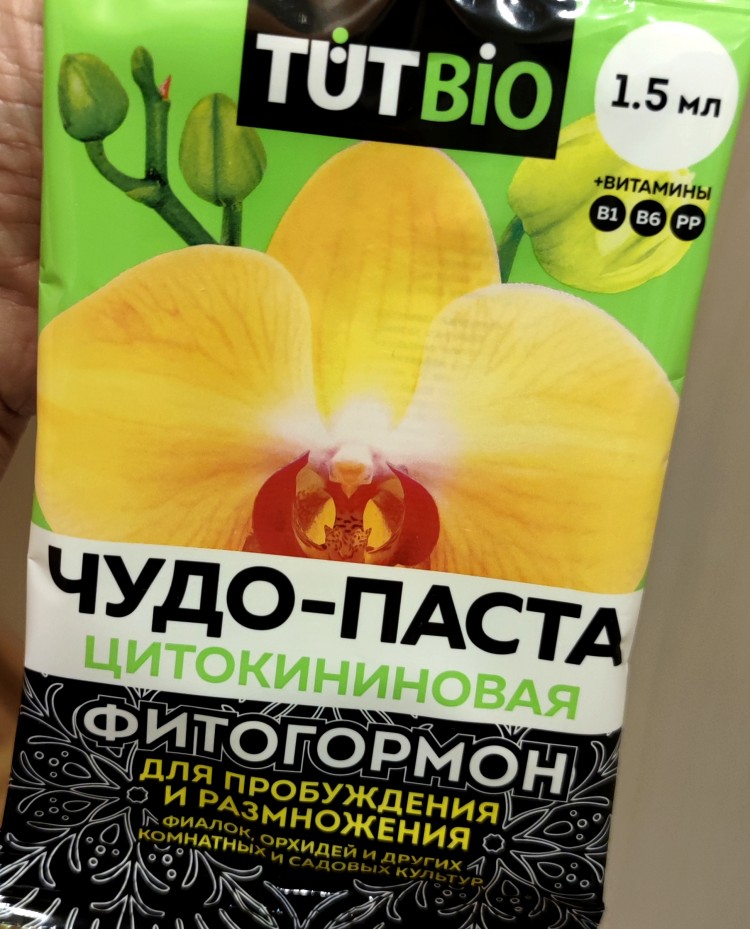 TÜTBiO
1.5 мл
+ВИТАМИНЫ
B1 B6 PP
ЧУДО-ПАСТА
ЦИТОКИНИНОВАЯ
ФИТОГОРМОН
ДЛЯ ПРОБУЖДЕНИЯ
И РАЗМНОЖЕНИЯ
ФИАЛОК, ОРХИДЕЙ И ДРУГИХ
КОМНАТНЫХ И САДОВЫХ КУЛЬТУР